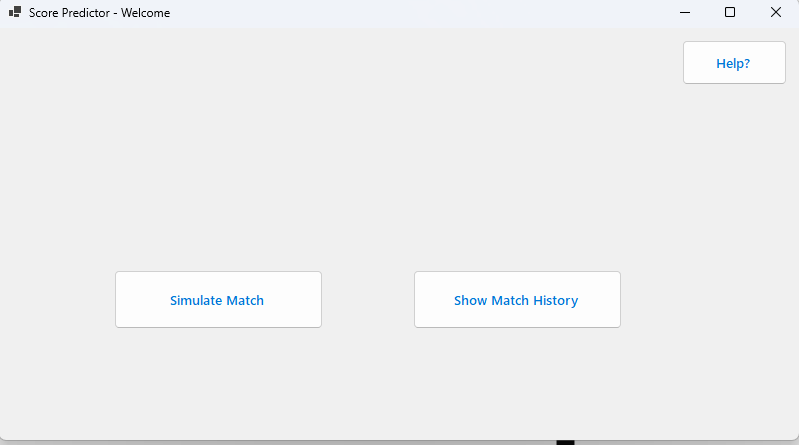 Score Predictor - Welcome
Help?
Simulate Match
Show Match History